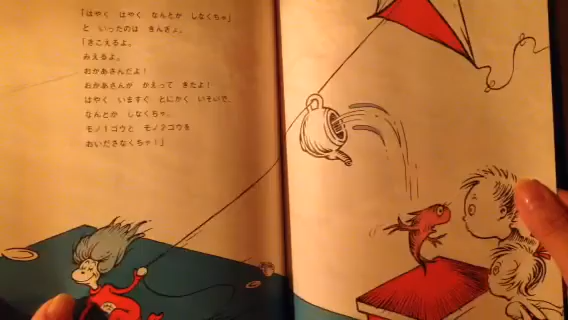 「はやく　はやく　なんとか　しなくちゃ」
と　いったのは　きんぎょ。
「きこえるよ。
みえるよ。
おかあさんだよ！
おかあさんが　かえって　きたよ！
はやく　いますぐ　とにかく　いそいで、
なんとか　しなくちゃ。
モノ１ゴウと　モノ２ゴウを
おいださなくちゃ！」